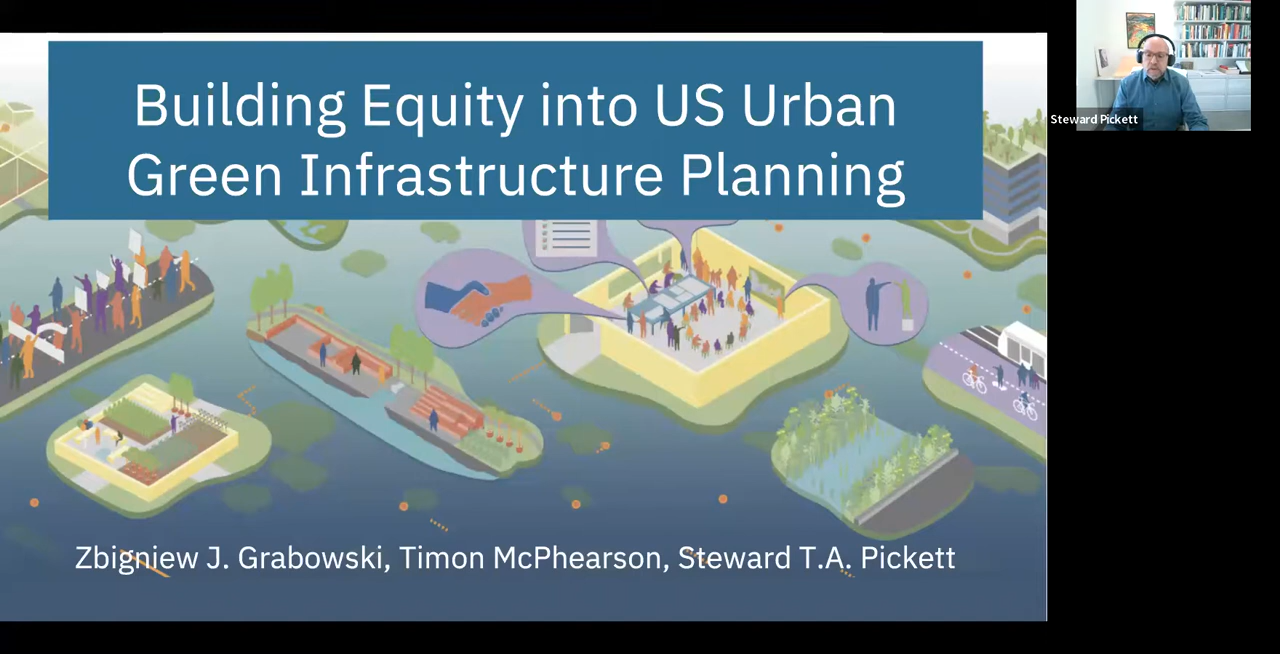 Building Equity into US Urban
Green Infrastructure Planning
Zbigniew J. Grabowski, Timon McPhearson, Steward T.A. Pickett
Steward Pickett